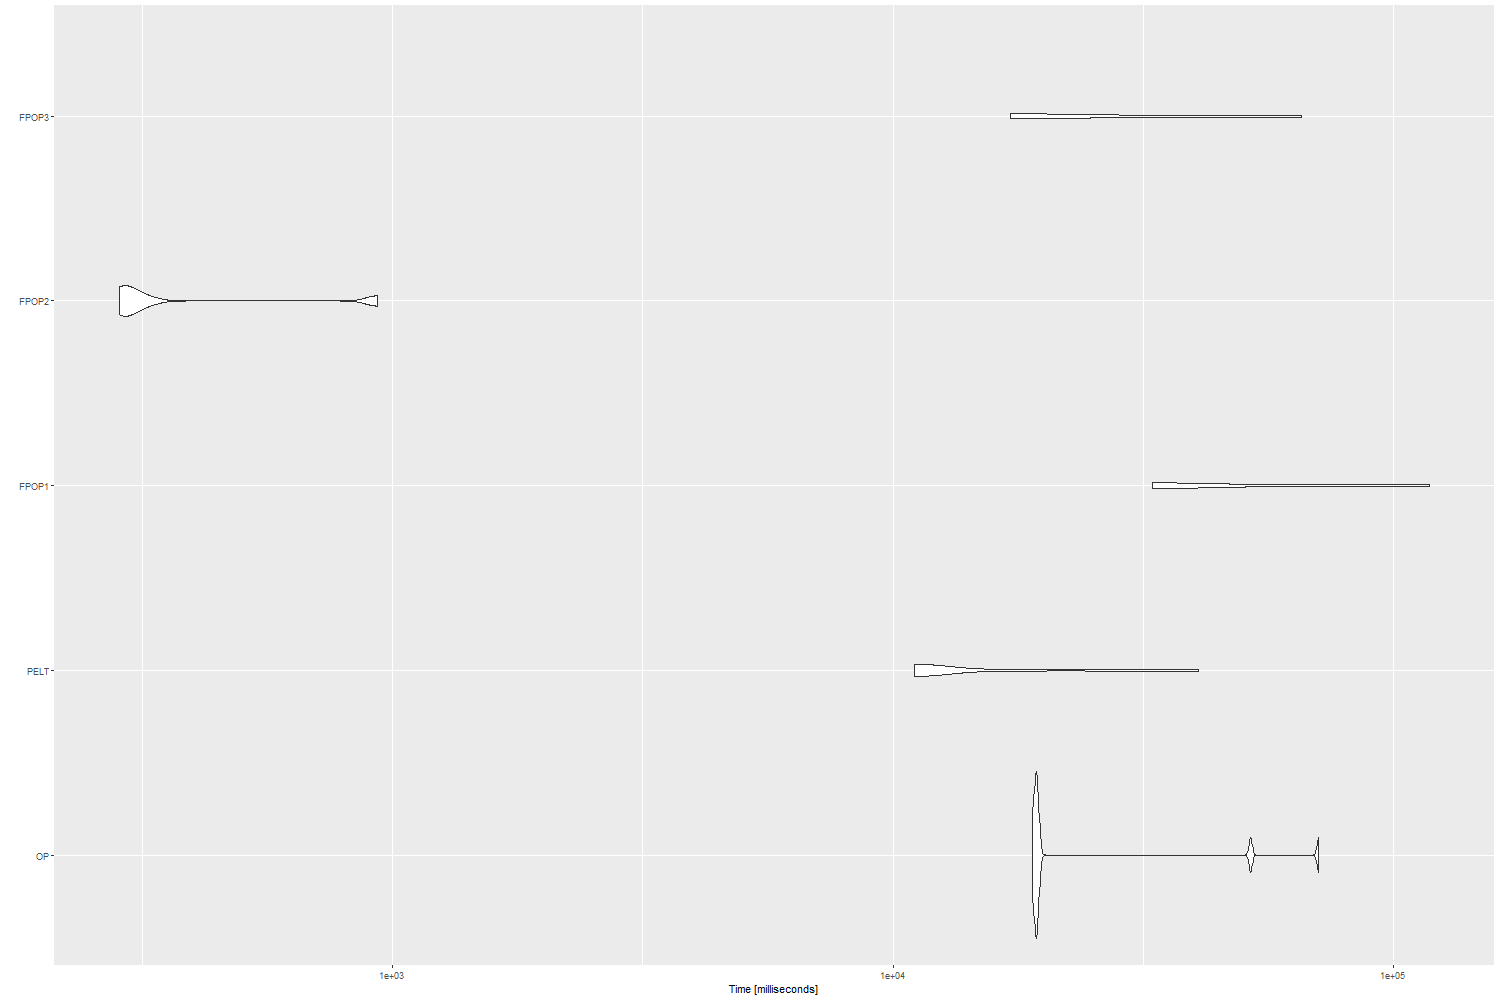 FPOP3
FPOP2
FPOP1
PELT
OP
1e+03 1e+04 1e+05
Time [milliseconds]